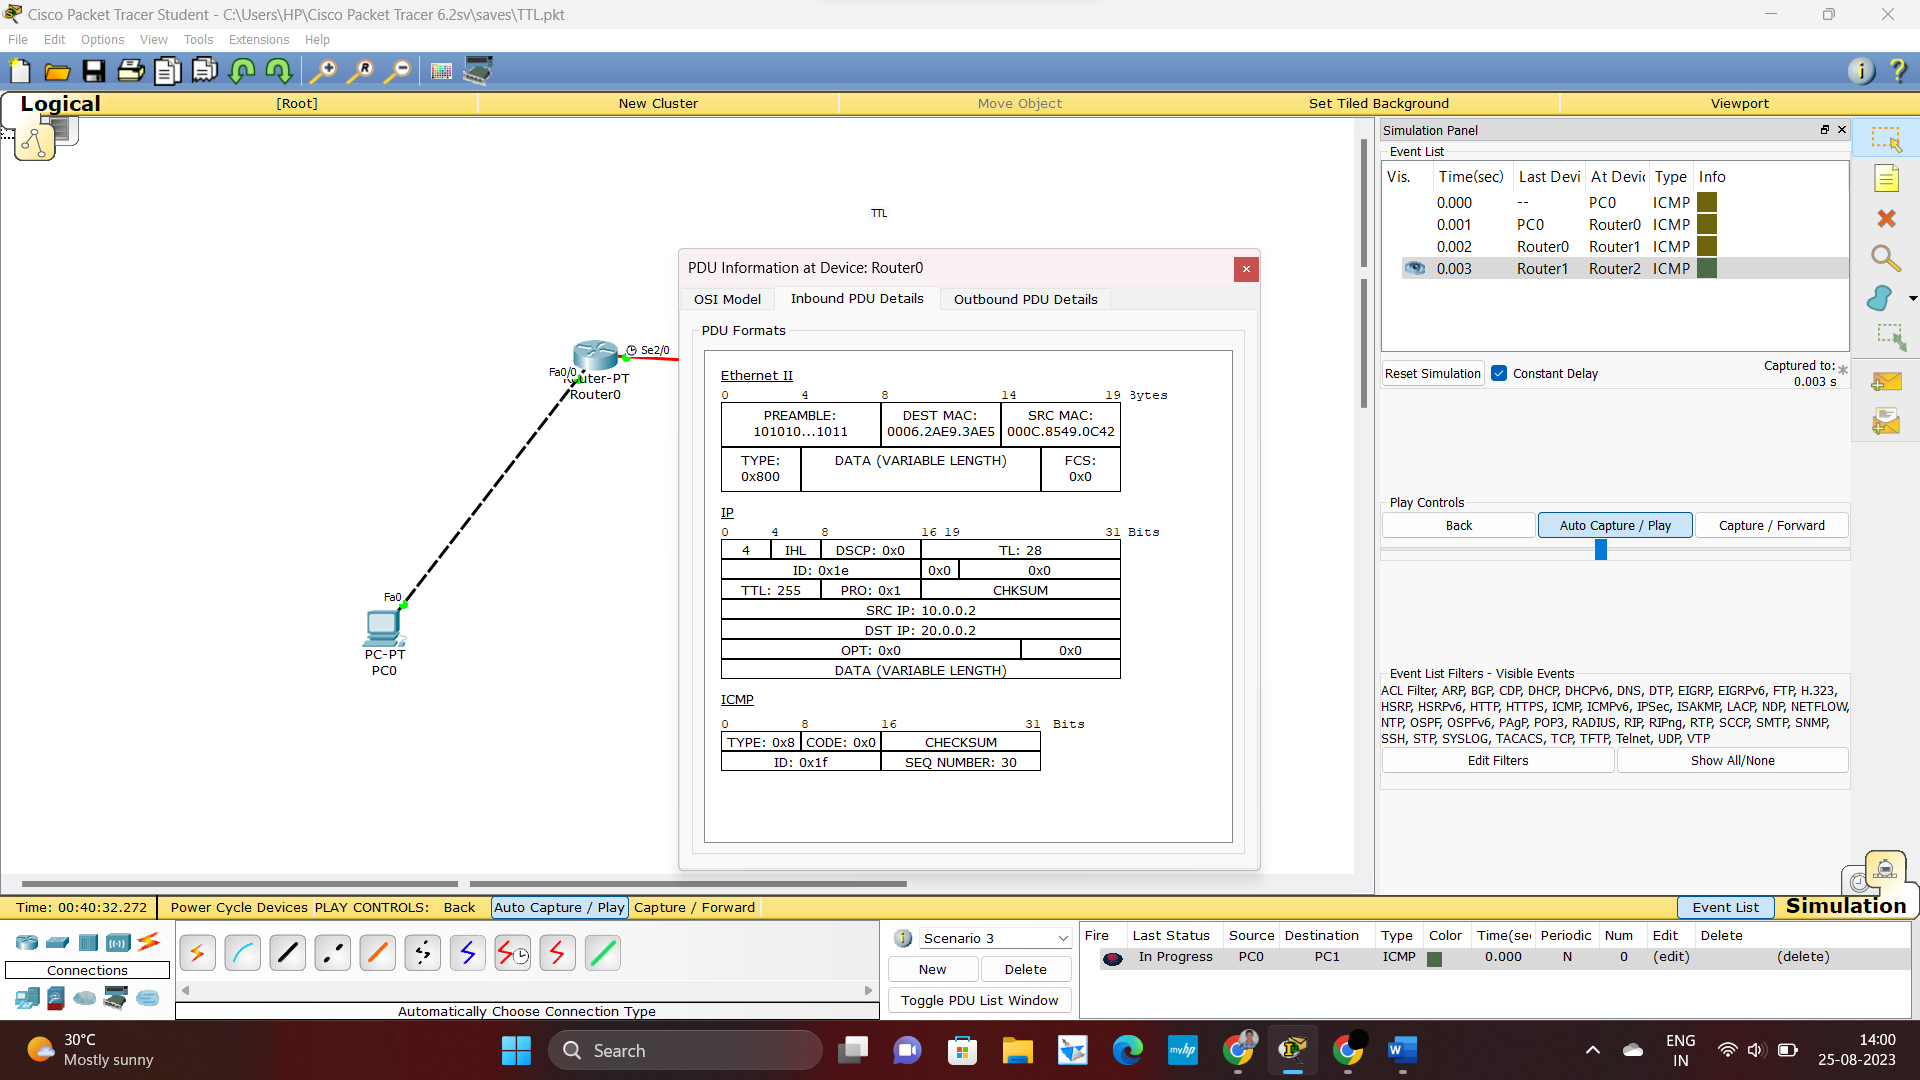 Cisco Packet Tracer Student - C:\Users\HP\Cisco Packet Tracer 6.2sv\saves\TTL.pkt
File Edit Options View Tools Extensions Help
Logical [Root] New Cluster Move Object Set Tiled Background Viewport
TTL
Se2/0
Fa0/0
Router-PT
Router0
Fa0
PC-PT
PC0
PDU Information at Device: Router0
OSI Model Inbound PDU Details Outbound PDU Details
PDU Formats
Ethernet II
0 4 8 14 19 Bytes
PREAMBLE: DEST MAC: SRC MAC:
101010...1011 0006.2AE9.3AE5 000C.8549.0C42
TYPE: DATA (VARIABLE LENGTH) FCS:
0x800 0x0
IP
0 4 8 16 19 31 Bits
4 IHL DSCP: 0x0 TL: 28
ID: 0x1e 0x0 0x0
TTL: 255 PRO: 0x1 CHKSUM
SRC IP: 10.0.0.2
DST IP: 20.0.0.2
OPT: 0x0 0x0
DATA (VARIABLE LENGTH)
ICMP
0 8 16 31 Bits
TYPE: 0x8 CODE: 0x0 CHECKSUM
ID: 0x1f SEQ NUMBER: 30
Simulation Panel
Event List
Vis. Time(sec) Last Devi At Devic Type Info
0.000 -- PC0 ICMP
0.001 PC0 Router0 ICMP
0.002 Router0 Router1 ICMP
0.003 Router1 Router2 ICMP
Reset Simulation Constant Delay Captured to:
0.003 s
Play Controls
Back Auto Capture / Play Capture / Forward
Event List Filters - Visible Events
ACL Filter, ARP, BGP, CDP, DHCP, DHCPv6, DNS, DTP, EIGRP, EIGRPv6, FTP, H.323,
HSRP, HSRPv6, HTTP, HTTPS, ICMP, ICMPv6, IPSec, ISAKMP, LACP, NDP, NETFLOW,
NTP, OSPF, OSPFv6, PAgP, POP3, RADIUS, RIP, RIPng, RTP, SCCP, SMTP, SNMP,
SSH, STP, SYSLOG, TACACS, TCP, TFTP, Telnet, UDP, VTP
Edit Filters Show All/None
Time: 00:40:32.272 Power Cycle Devices PLAY CONTROLS: Back Auto Capture / Play Capture / Forward Event List Simulation
Connections
Automatically Choose Connection Type
Scenario 3
New Delete
Toggle PDU List Window
Fire Last Status Source Destination Type Color Time(sec Periodic Num Edit Delete
In Progress PC0 PC1 ICMP 0.000 N 0 (edit) (delete)
30°C
Mostly sunny
Search
myhp
ENG
IN
14:00
25-08-2023